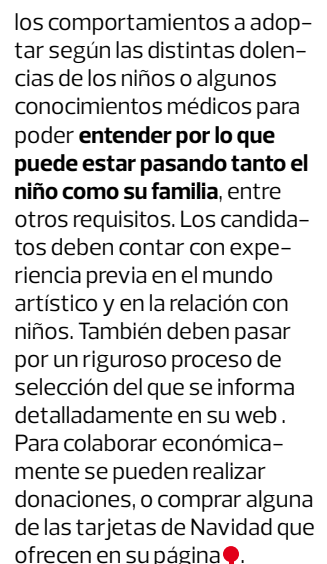 los comportamientos a adop-
tar según las distintas dolen-
cias de los niños o algunos
conocimientos médicos para
poder entender por lo que
puede estar pasando tanto el
niño como su familia, entre
otros requisitos. Los candida-
tos deben contar con expe-
riencia previa en el mundo
artístico y en la relación con
niños. También deben pasar
por un riguroso proceso de
selección del que se informa
detalladamente en su web .
Para colaborar económica-
mente se pueden realizar
donaciones, o comprar alguna
de las tarjetas de Navidad que
ofrecen en su página.